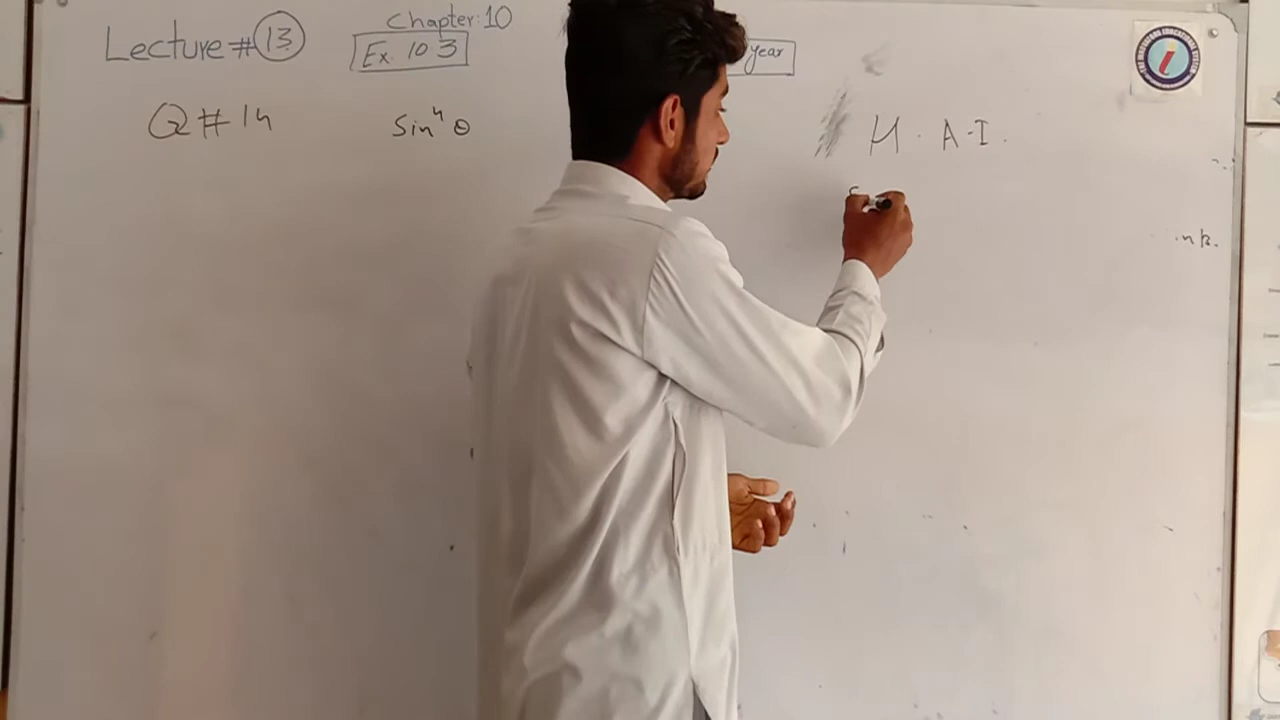 Chapter: 10
Lecture # 13
Ex. 10 3
year
Q # 14
Sin⁴ θ
H. A-I.